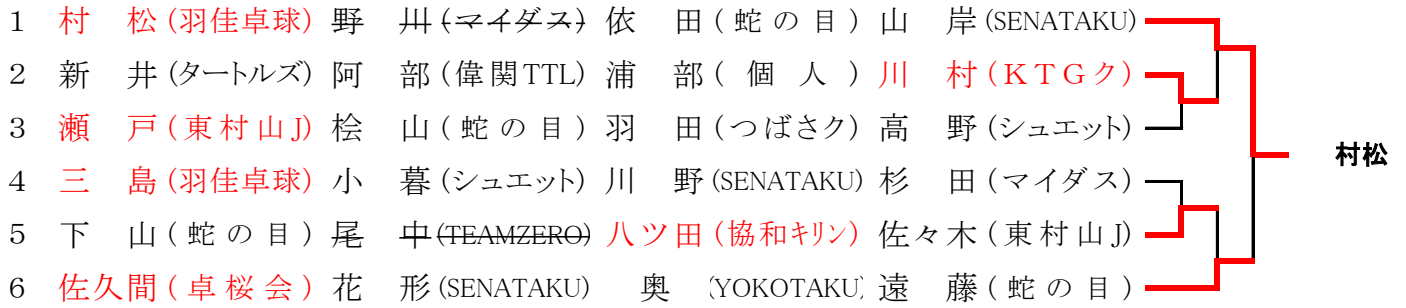 1 村 松 (羽佳卓球) 野 川 (マイダス) 依 田 (蛇の目) 山 岸 (SENATAKU)
2 新 井 (タートルズ) 阿 部 (偉関TTL) 浦 部 (個 人) 川 村 (KTGク)
3 瀬 戸 (東村山J) 桧 山 (蛇の目) 羽 田 (つばさク) 高 野 (シュエット)
村松
4 三 島 (羽佳卓球) 小 暮 (シュエット) 川 野 (SENATAKU) 杉 田 (マイダス)
5 下 山 (蛇の目) 尾 中 (TEAMZERO) 八ツ田 (協和キリン) 佐々木 (東村山J)
6 佐久間 (卓桜会) 花 形 (SENATAKU) 奥 (YOKOTAKU) 遠 藤 (蛇の目)